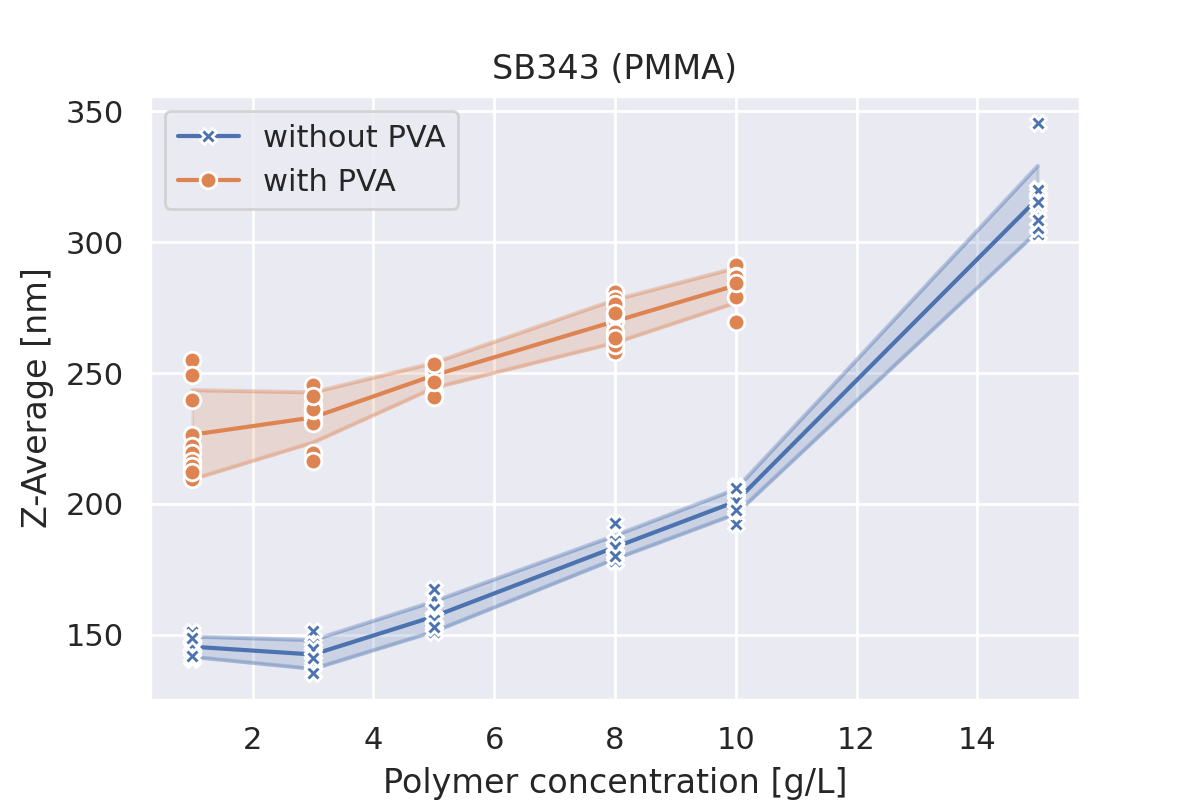 SB343 (PMMA)
without PVA
with PVA
Z-Average [nm]
350
300
250
200
150
2 4 6 8 10 12 14
Polymer concentration [g/L]